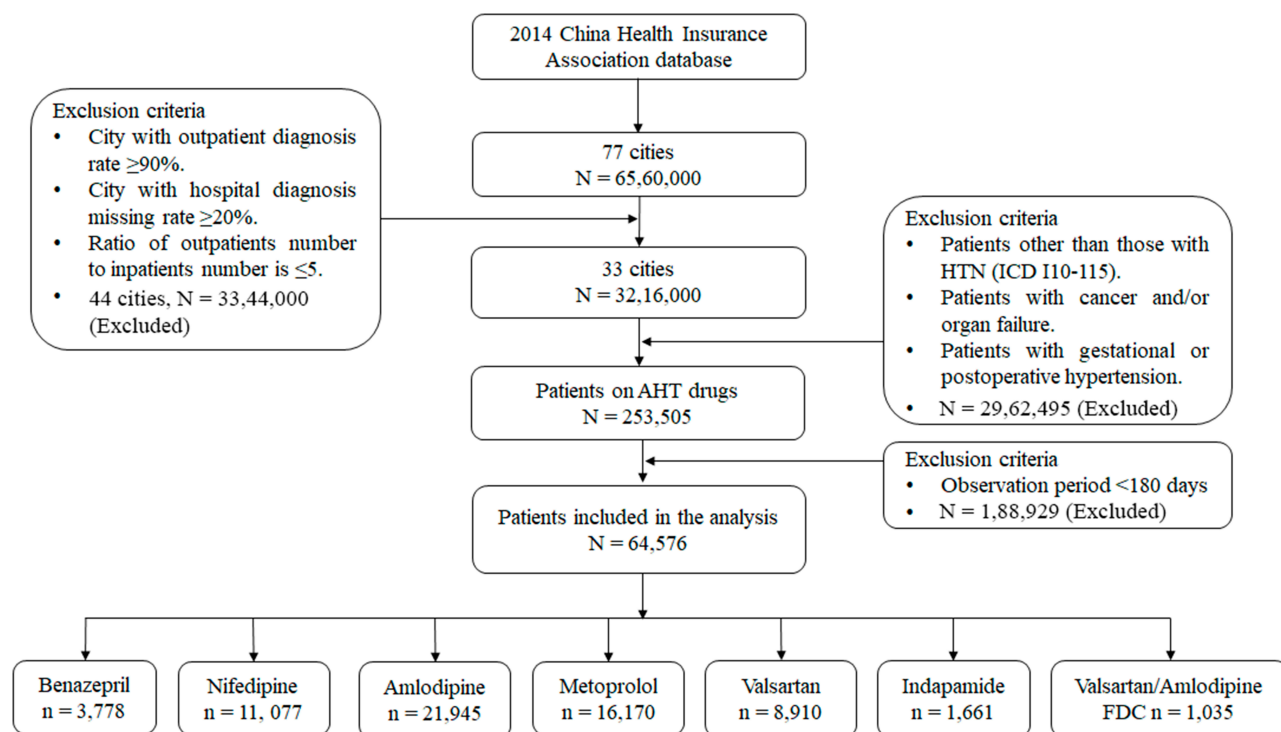 2014 China Health Insurance
Association database
Exclusion criteria
• City with outpatient diagnosis
rate ≥90%.
• City with hospital diagnosis
missing rate ≥20%.
• Ratio of outpatients number
to inpatients number is ≤5.
• 44 cities, N = 33,44,000
(Excluded)
77 cities
N = 65,60,000
33 cities
N = 32,16,000
Exclusion criteria
• Patients other than those with
HTN (ICD I10-115).
• Patients with cancer and/or
organ failure.
• Patients with gestational or
postoperative hypertension.
• N = 29,62,495 (Excluded)
Patients on AHT drugs
N = 253,505
Exclusion criteria
• Observation period <180 days
• N = 1,88,929 (Excluded)
Patients included in the analysis
N = 64,576
Benazepril
n = 3,778
Nifedipine
n = 11, 077
Amlodipine
n = 21,945
Metoprolol
n = 16,170
Valsartan
n = 8,910
Indapamide
n = 1,661
Valsartan/Amlodipine
FDC n = 1,035